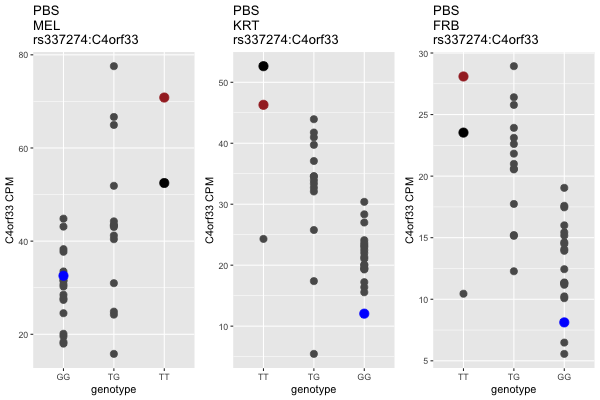 PBS
MEL
rs337274:C4orf33
80
60
40
20
C4orf33 CPM
GG
TG
TT
genotype
PBS
KRT
rs337274:C4orf33
50
40
30
20
10
C4orf33 CPM
TT
TG
GG
genotype
PBS
FRB
rs337274:C4orf33
30
25
20
15
10
5
C4orf33 CPM
TT
TG
GG
genotype